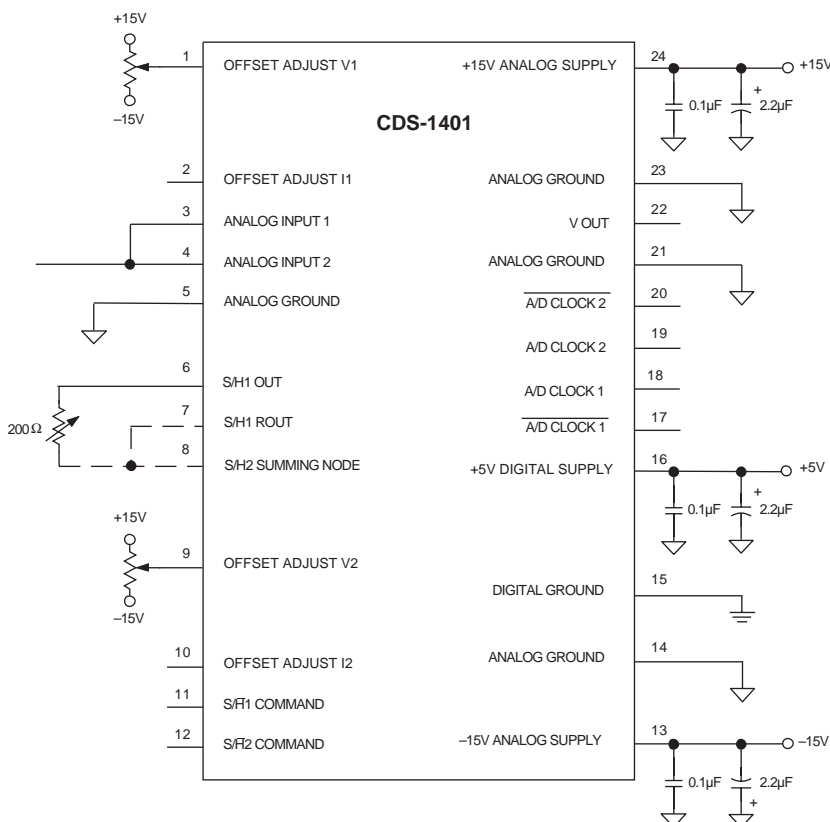 +15V
–15V
1
OFFSET ADJUST V1
+15V ANALOG SUPPLY
24
+15V
0.1µF
+
2.2µF
CDS-1401
2
OFFSET ADJUST I1
ANALOG GROUND
23
3
ANALOG INPUT 1
V OUT
22
4
ANALOG INPUT 2
ANALOG GROUND
21
5
ANALOG GROUND
A/D CLOCK 2
20
A/D CLOCK 2
19
6
S/H1 OUT
A/D CLOCK 1
18
200Ω
7
S/H1 ROUT
A/D CLOCK 1
17
8
S/H2 SUMMING NODE
+5V DIGITAL SUPPLY
16
+5V
0.1µF
+
2.2µF
+15V
–15V
9
OFFSET ADJUST V2
DIGITAL GROUND
15
10
OFFSET ADJUST I2
ANALOG GROUND
14
11
S/H1 COMMAND
12
S/H2 COMMAND
–15V ANALOG SUPPLY
13
–15V
0.1µF
2.2µF
+